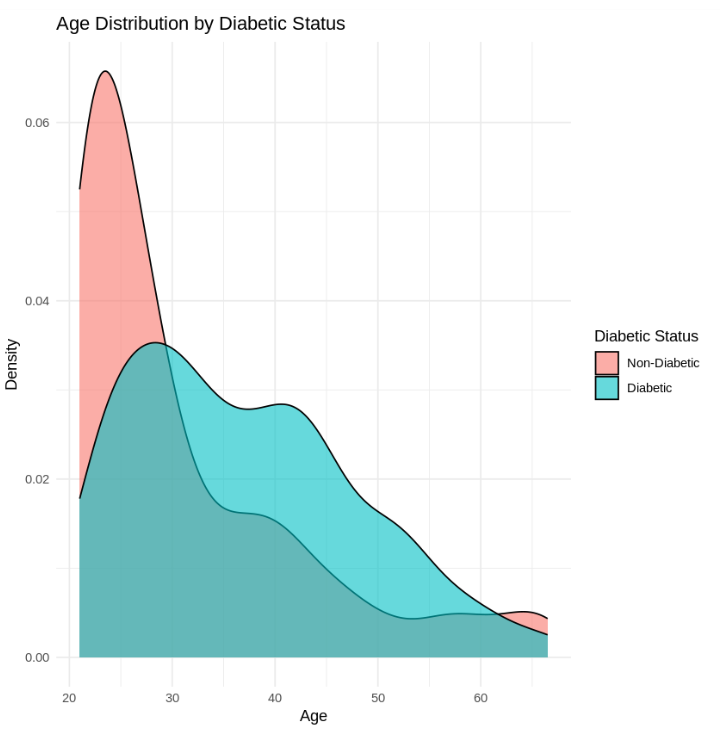 Age Distribution by Diabetic Status
0.06
0.04
0.02
0.00
Density
20 30 40 50 60
Age
Diabetic Status
Non-Diabetic
Diabetic